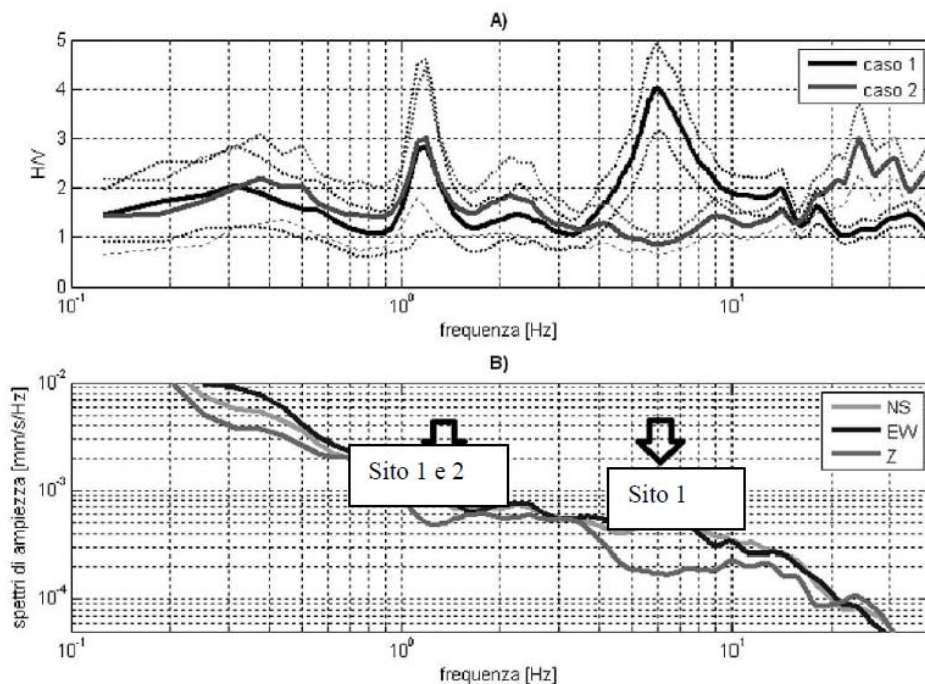 A)
5
4
3
2
1
0
H/V
caso 1
caso 2
10^-1
10^0
10^1
frequenza [Hz]
B)
10^-2
10^-3
10^-4
spettri di ampiezza [mm/s/Hz]
NS
EW
Z
Sito 1 e 2
Sito 1
10^-1
10^0
10^1
frequenza [Hz]